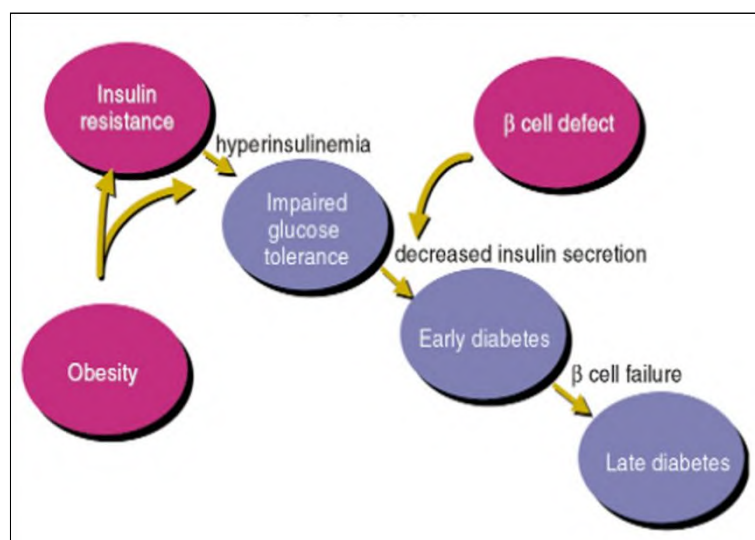 Insulin
resistance
hyperinsulinemia
β cell defect
Impaired
glucose
tolerance
decreased insulin secretion
Early diabetes
Obesity
β cell failure
Late diabetes